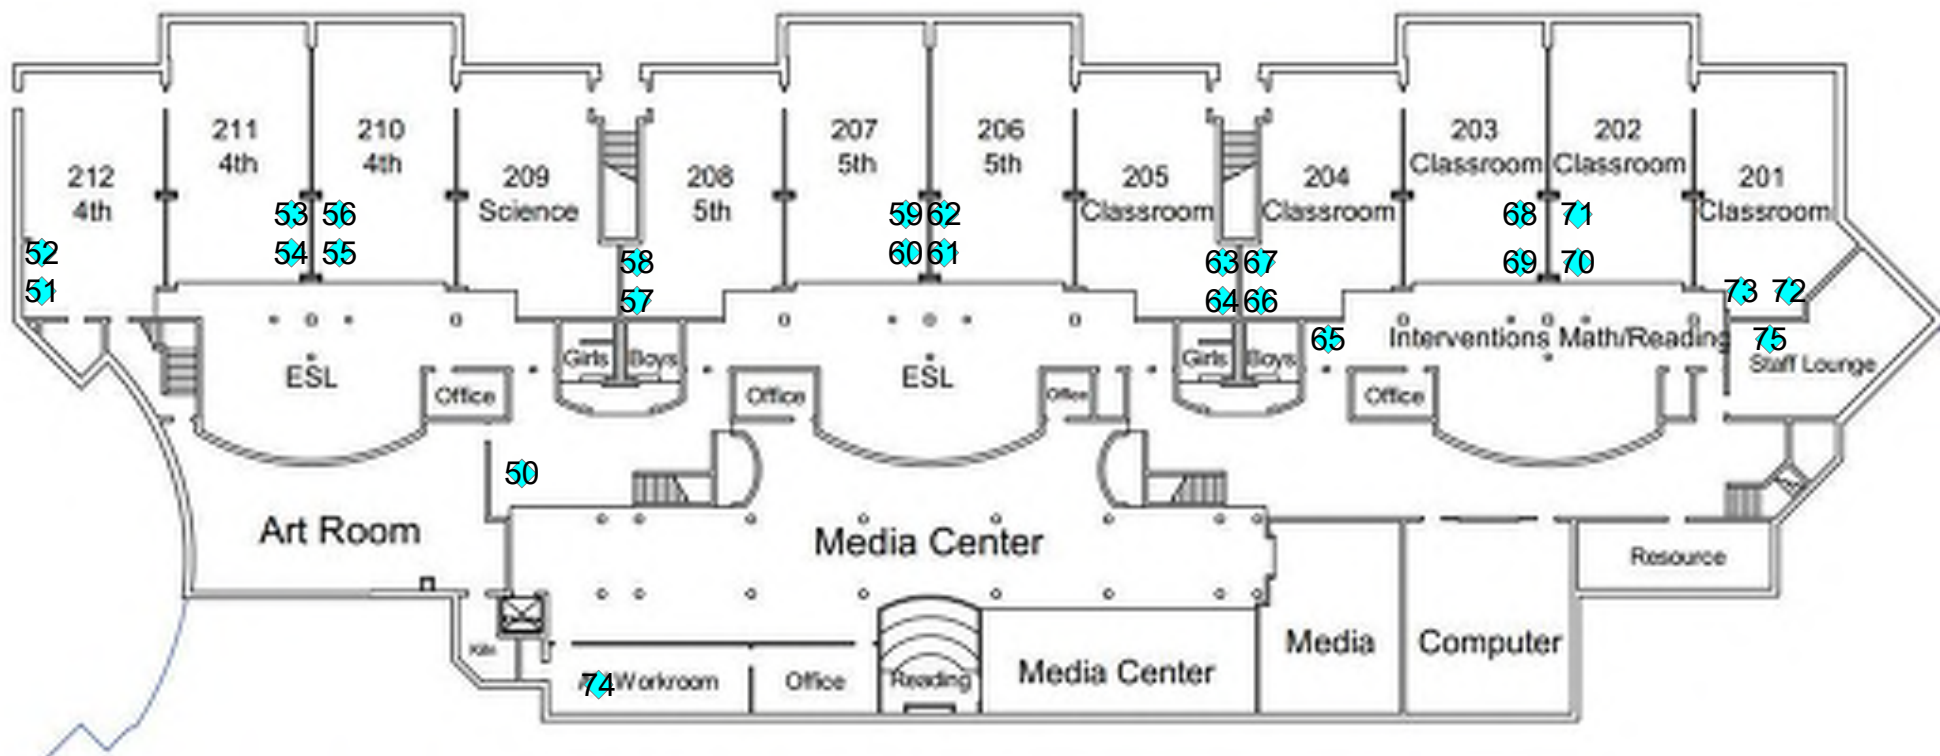 211
4th
210
4th
207
5th
206
5th
203
Classroom
202
Classroom
212
4th
209
Science
208
5th
205
Classroom
204
Classroom
201
Classroom
53 56
59 62
68 71
52
54 55
58
60 61
63 67
69 70
51
57
64 66
73 72
65
Interventions Math/Reading
75
Staff Lounge
Girls Boys
Girls Boys
ESL
ESL
Office
Office
Office
Office
50
Art Room
Media Center
Resource
Kiln
Media
Computer
74
Workroom
Office
Reading
Media Center